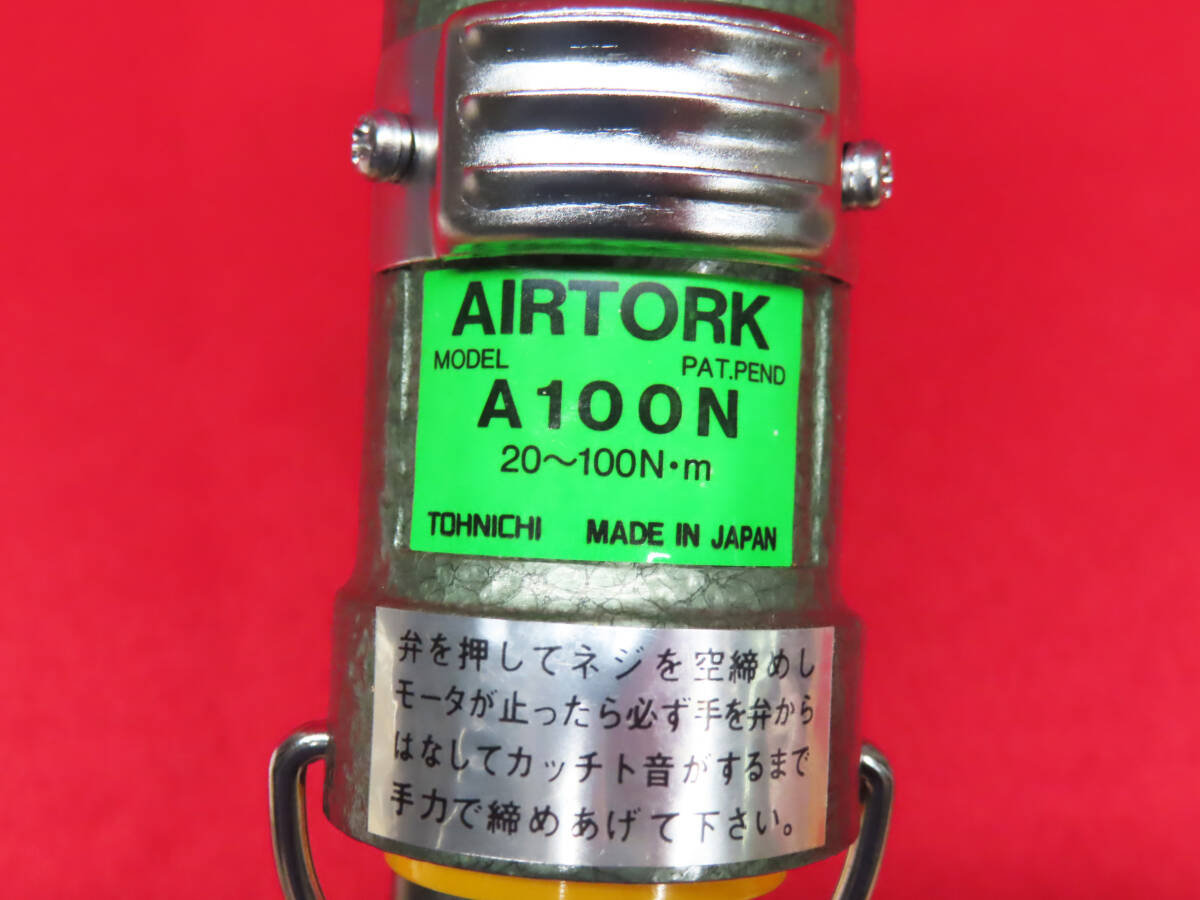 AIRTORK
MODEL PAT.PEND
A100N
20〜100N・m
TOHNICHI MADE IN JAPAN
弁を押してネジを空締めし
モータが止ったら必ず手を弁から
はなしてカッチト音がするまで
手力で締めあげて下さい。